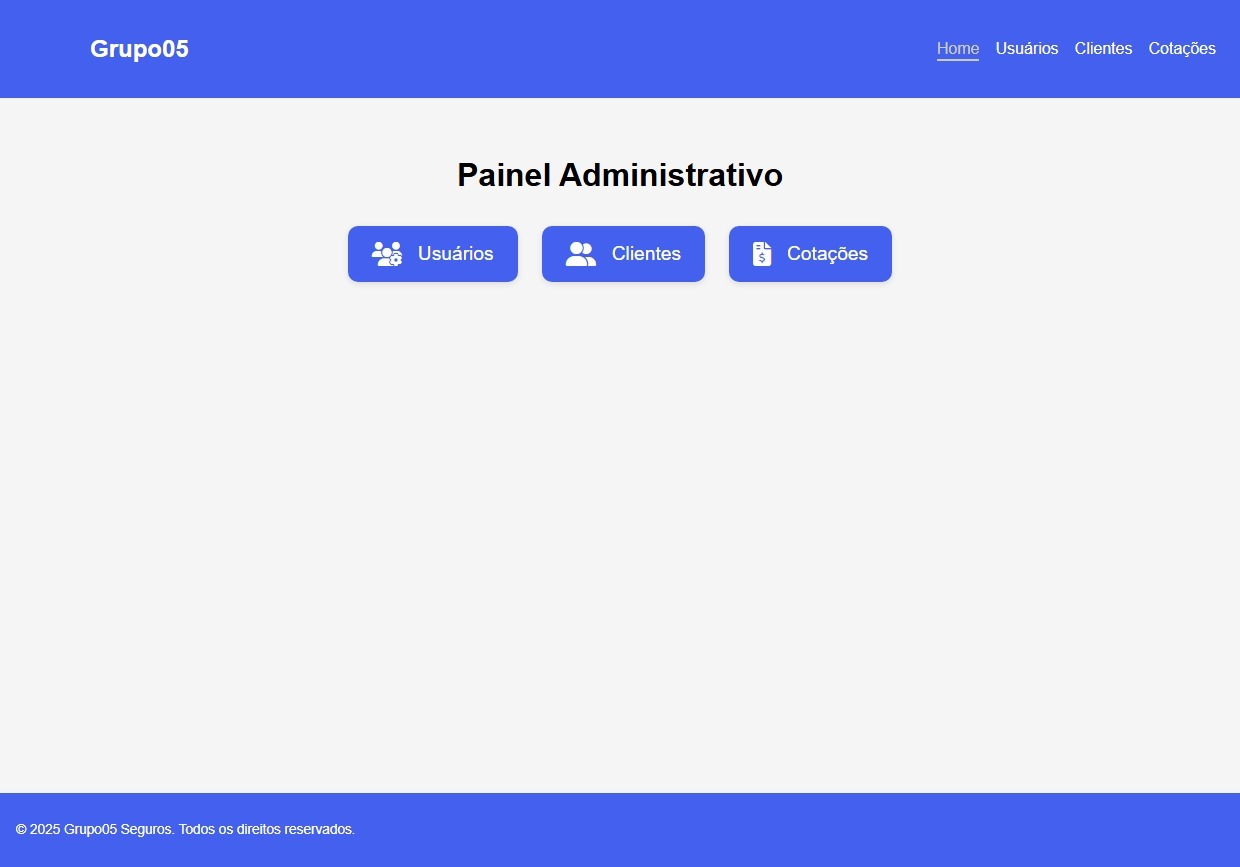 Grupo05
Home Usuários Clientes Cotações
Painel Administrativo
Usuários Clientes Cotações
© 2025 Grupo05 Seguros. Todos os direitos reservados.